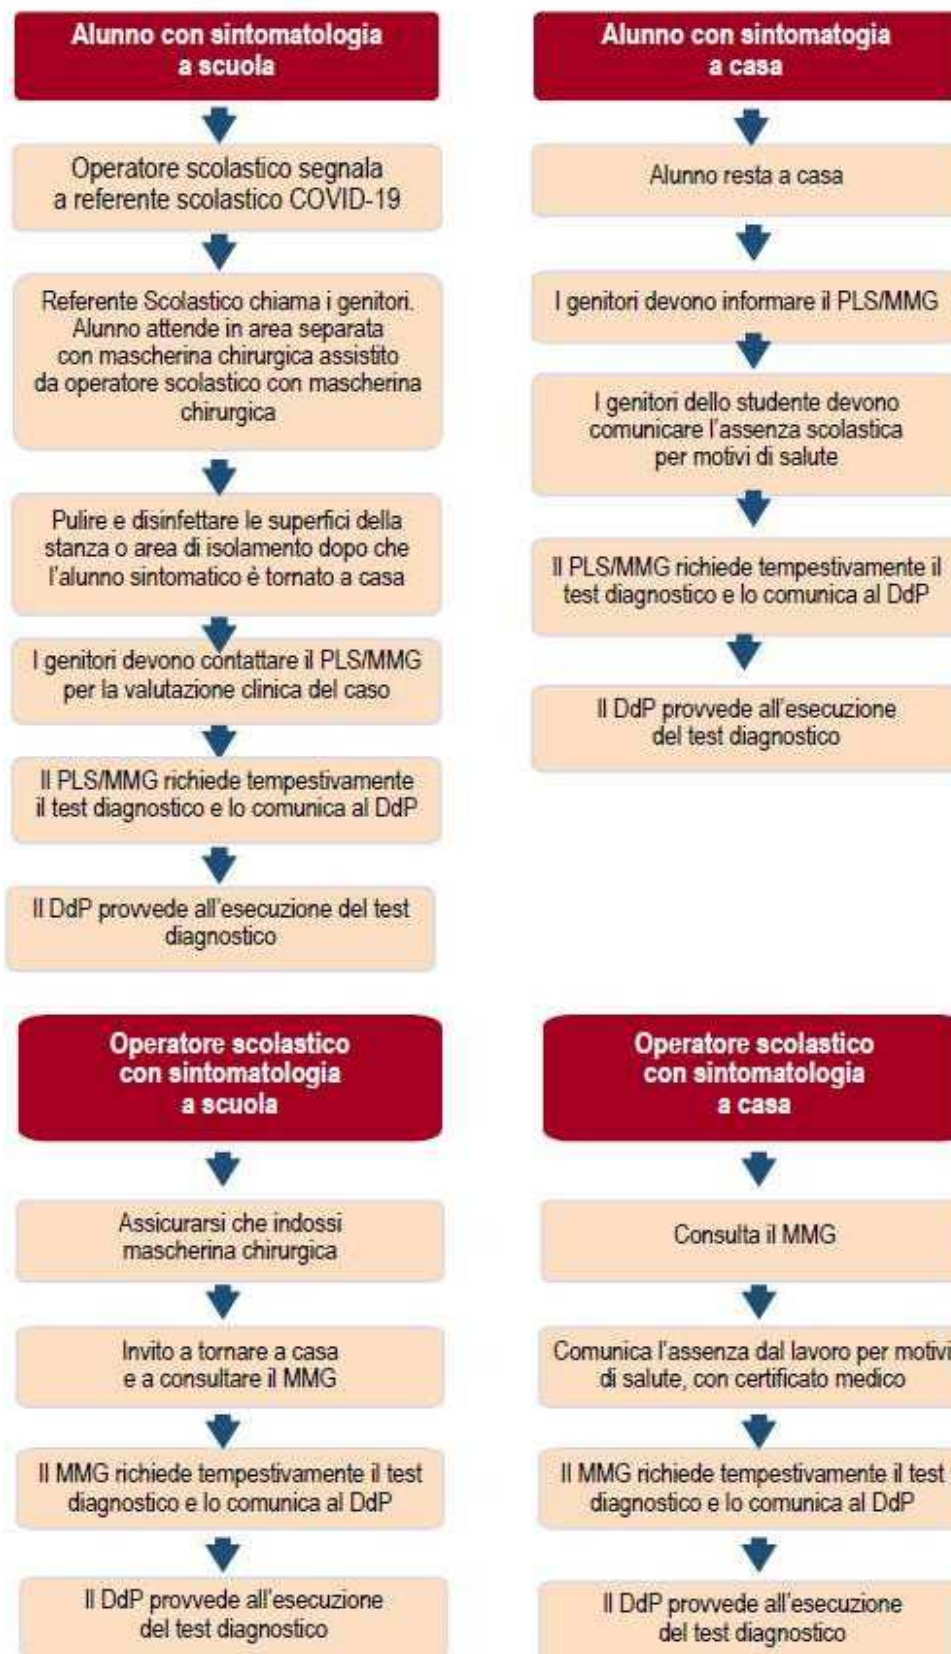 Alunno con sintomatologia
a scuola
Operatore scolastico segnala
a referente scolastico COVID-19
Referente Scolastico chiama i genitori.
Alunno attende in area separata
con mascherina chirurgica assistito
da operatore scolastico con mascherina
chirurgica
Pulire e disinfettare le superfici della
stanza o area di isolamento dopo che
l'alunno sintomatico è tornato a casa
I genitori devono contattare il PLS/MMG
per la valutazione clinica del caso
Il PLS/MMG richiede tempestivamente
il test diagnostico e lo comunica al DdP
Il DdP provvede all'esecuzione del test
diagnostico
Alunno con sintomatogia
a casa
Alunno resta a casa
I genitori devono informare il PLS/MMG
I genitori dello studente devono
comunicare l'assenza scolastica
per motivi di salute
Il PLS/MMG richiede tempestivamente il
test diagnostico e lo comunica al DdP
Il DdP provvede all'esecuzione
del test diagnostico
Operatore scolastico
con sintomatologia
a scuola
Assicurarsi che indossi
mascherina chirurgica
Invito a tornare a casa
e a consultare il MMG
Il MMG richiede tempestivamente il test
diagnostico e lo comunica al DdP
Il DdP provvede all'esecuzione
del test diagnostico
Operatore scolastico
con sintomatologia
a casa
Consulta il MMG
Comunica l'assenza dal lavoro per motivi
di salute, con certificato medico
Il MMG richiede tempestivamente il test
diagnostico e lo comunica al DdP
Il DdP provvede all'esecuzione
del test diagnostico